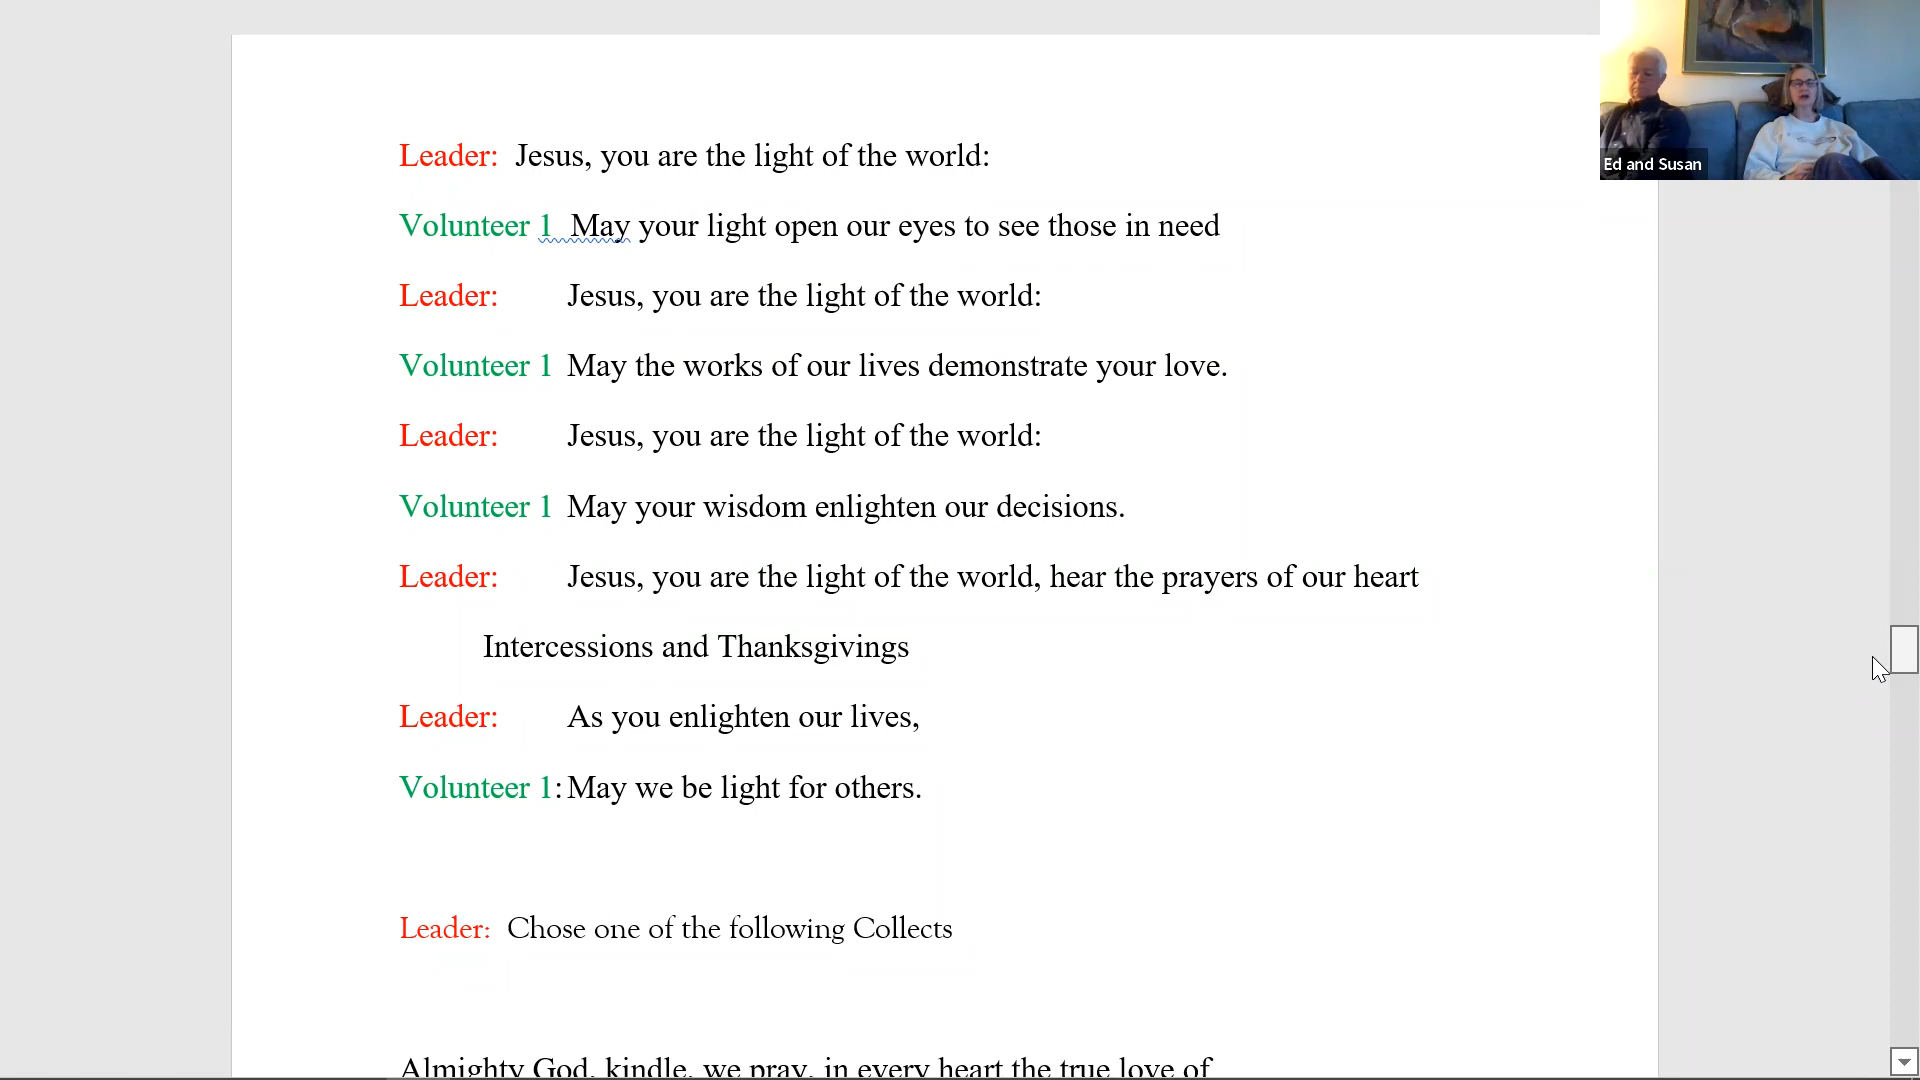 Leader: Jesus, you are the light of the world:
Ed and Susan
Volunteer 1 May your light open our eyes to see those in need
Leader: Jesus, you are the light of the world:
Volunteer 1 May the works of our lives demonstrate your love.
Leader: Jesus, you are the light of the world:
Volunteer 1 May your wisdom enlighten our decisions.
Leader: Jesus, you are the light of the world, hear the prayers of our heart
Intercessions and Thanksgivings
Leader: As you enlighten our lives,
Volunteer 1: May we be light for others.
Leader: Chose one of the following Collects
Almighty God, kindle, we pray, in every heart the true love of